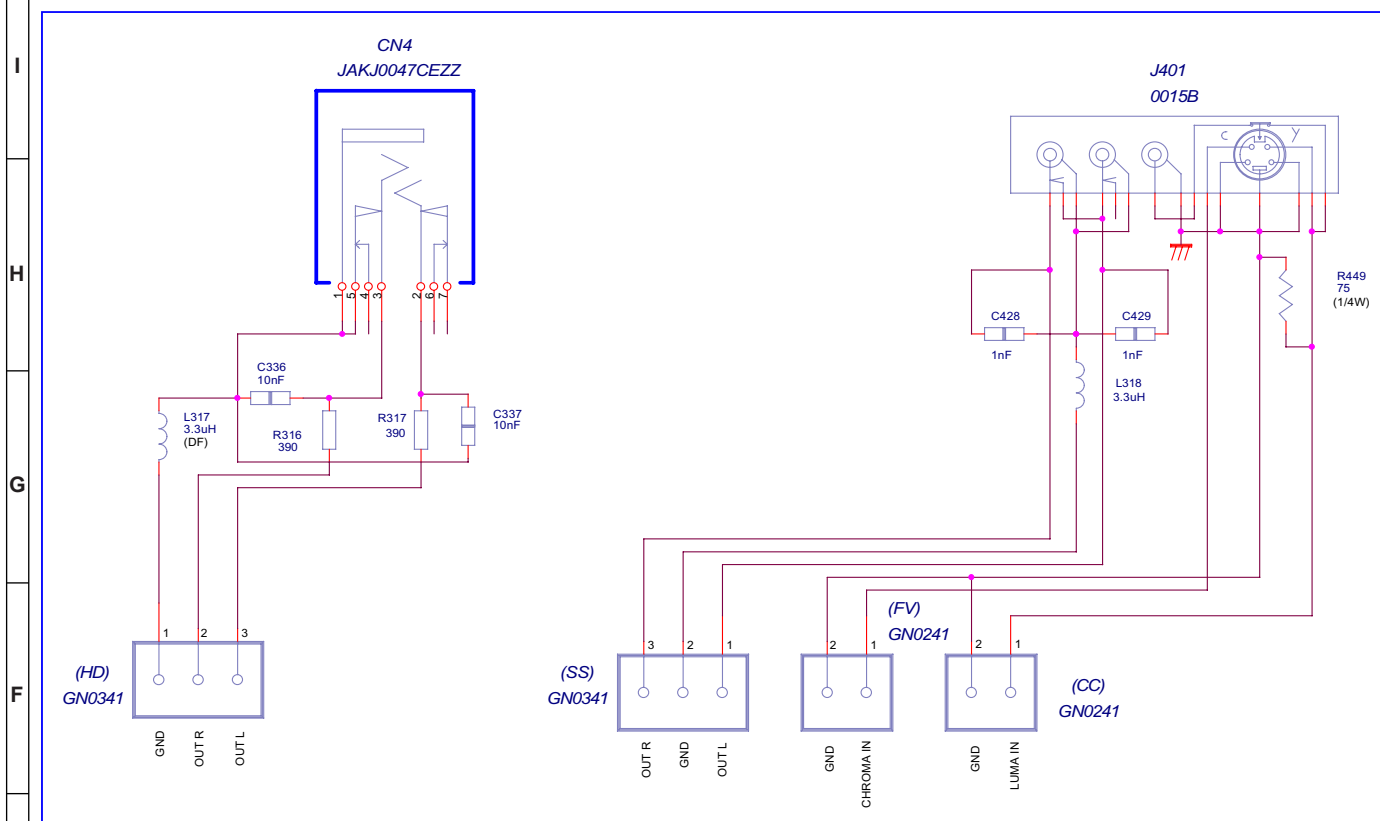 I
H
G
F
CN4
JAKJ0047CEZZ
1
5
4
3
2
6
7
C336
10nF
L317
3.3uH
(DF)
R316
390
R317
390
C337
10nF
1
2
3
(HD)
GN0341
GND
OUT R
OUT L
J401
0015B
C
Y
R449
75
(1/4W)
C428
1nF
C429
1nF
L318
3.3uH
(SS)
GN0341
3
2
1
OUT R
GND
OUT L
(FV)
GN0241
2
1
GND
CHROMA IN
2
1
(CC)
GN0241
GND
LUMA IN